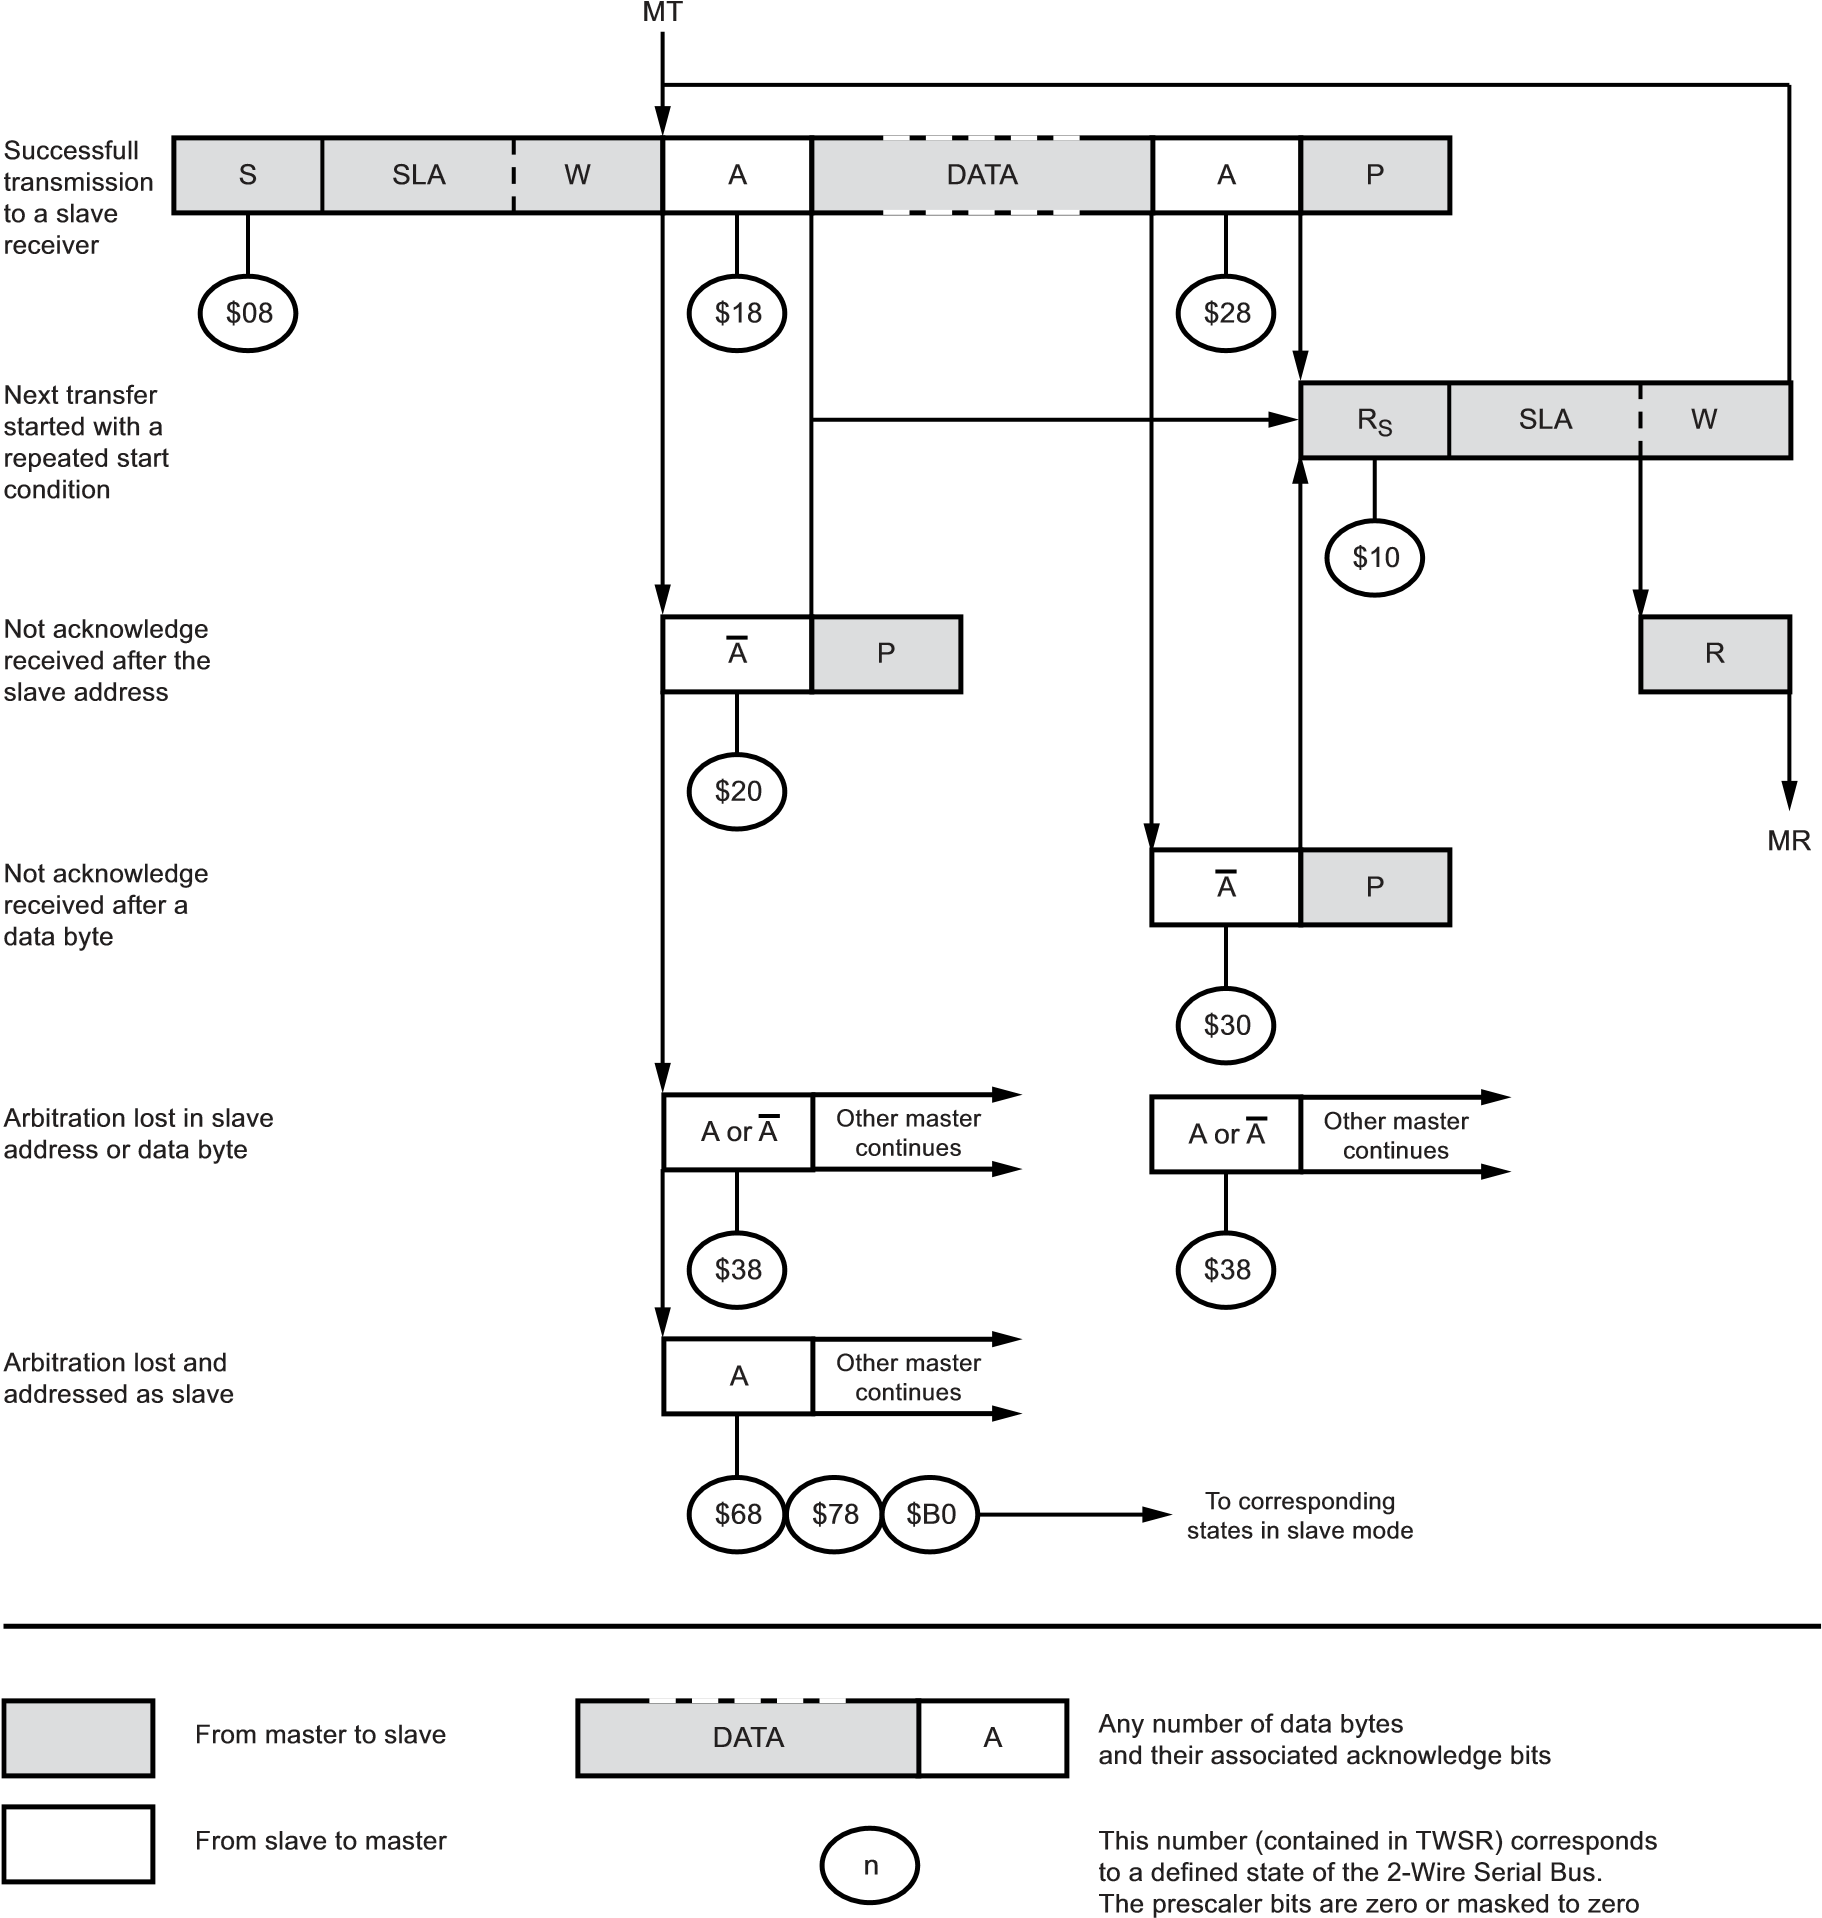 MT
Successfull
transmission
to a slave
receiver
S SLA W A DATA A P
$08 $18 $28
Next transfer
started with a
repeated start
condition
RS SLA W
$10
Not acknowledge
received after the
slave address
A̅ P
R
$20
MR
Not acknowledge
received after a
data byte
A̅ P
$30
Arbitration lost in slave
address or data byte
A or A̅
Other master
continues
A or A̅
Other master
continues
$38 $38
Arbitration lost and
addressed as slave
A
Other master
continues
$68 $78 $B0
To corresponding
states in slave mode
From master to slave
DATA A
Any number of data bytes
and their associated acknowledge bits
From slave to master
n
This number (contained in TWSR) corresponds
to a defined state of the 2-Wire Serial Bus.
The prescaler bits are zero or masked to zero